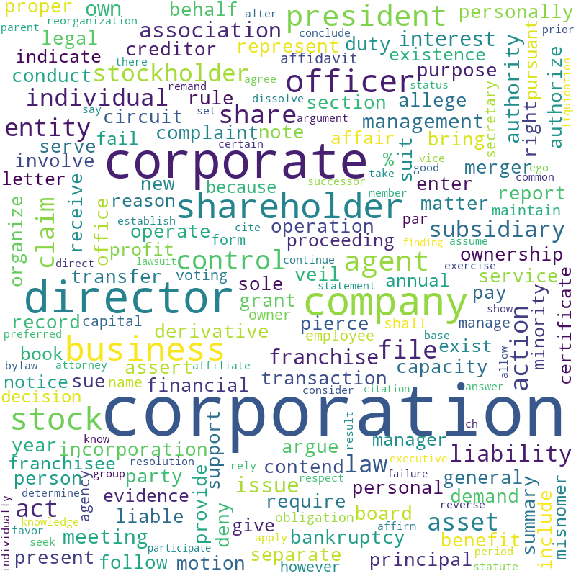 proper own behalf president personally
parent reorganization after conclude prior
legal association represent duty interest pursuant litigation
indicate creditor affidavit existence authority authorize
there agree status
conduct stockholder officer purpose secretary
remand dissolve
individual rule share section allege right
say set argument
entity circuit note management
certain vice good
serve fail complaint affair suit bring
letter involve because % take ego merger enter common
corporate
successor member
new shareholder matter report
organize claim receive office reason establish cite operation par subsidiary maintain
operate form proceeding finding assume
profit agent ownership
direct lawsuit continue exercise
transfer control veil annual service
voting sole statement
director grant company pay minority certificate
owner shall show
record capital derivative pierce manage action
preferred employee base
book business franchise file exist
bylaw attorney affiliate allow
notice sue assert transaction capacity
name consider citation answer
decision financial
corporation
stock result ch
year know argue manager liability
franchisee incorporation support contend law executive
resolution rely respect failure
person group party issue personal general summary misnomer include
determine agency
individually act evidence provide deny require demand
knowledge obligation reverse
liable give board asset
favor meeting apply affirm benefit period
seek participate separate bankruptcy
present follow motion however principal statute